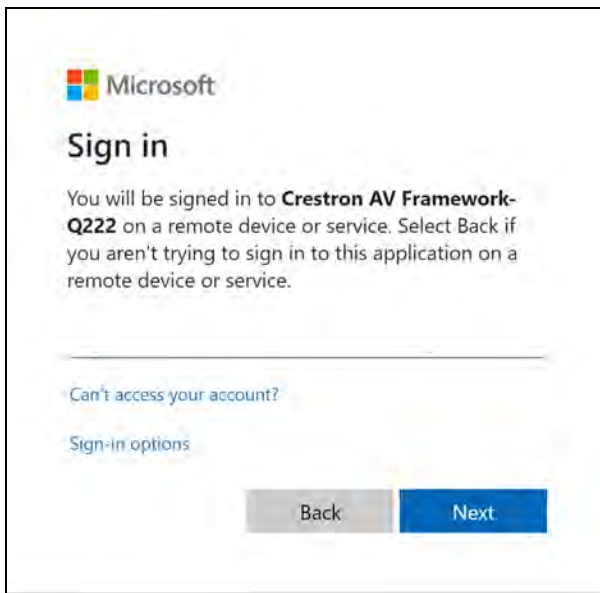 Microsoft
Sign in
You will be signed in to Crestron AV Framework-
Q222 on a remote device or service. Select Back if
you aren't trying to sign in to this application on a
remote device or service.
Can't access your account?
Sign-in options
Back
Next